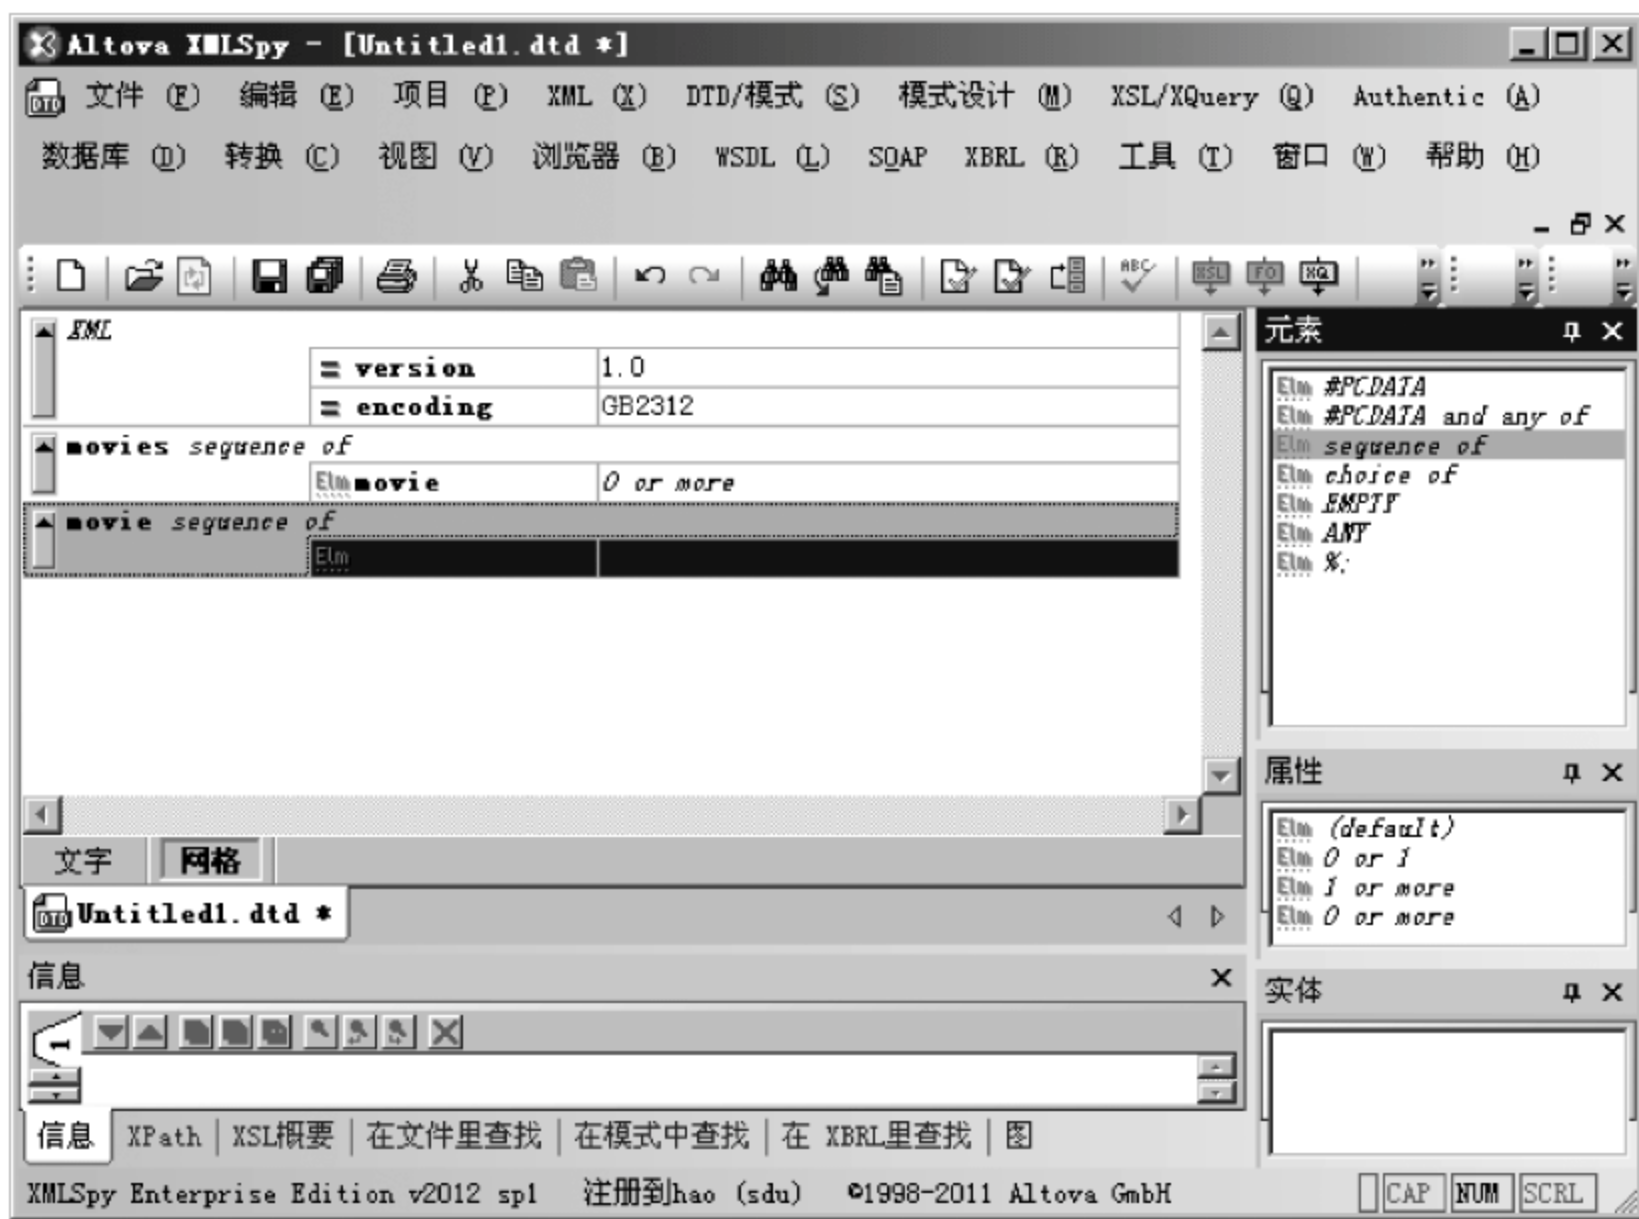 Altova XMLSpy - [Untitled1.dtd *]
文件 (F) 编辑 (E) 项目 (P) XML (X) DTD/模式 (S) 模式设计 (M) XSL/XQuery (Q) Authentic (A)
数据库 (D) 转换 (C) 视图 (V) 浏览器 (B) WSDL (L) SOAP XBRL (R) 工具 (T) 窗口 (W) 帮助 (H)
ABC XSL FO XQ
XML
= version 1.0
= encoding GB2312
movies sequence of
Elm movie 0 or more
movie sequence of
Elm
文字 网格
DTD Untitled1.dtd *
元素
Elm #PCDATA
Elm #PCDATA and any of
Elm sequence of
Elm choice of
Elm EMPTY
Elm ANY
Elm %;
属性
Elm (default)
Elm 0 or 1
Elm 1 or more
Elm 0 or more
实体
信息
1
信息 XPath XSL概要 在文件里查找 在模式中查找 在 XBRL里查找 图
XMLSpy Enterprise Edition v2012 sp1 注册到hao (sdu) ©1998-2011 Altova GmbH CAP NUM SCRL